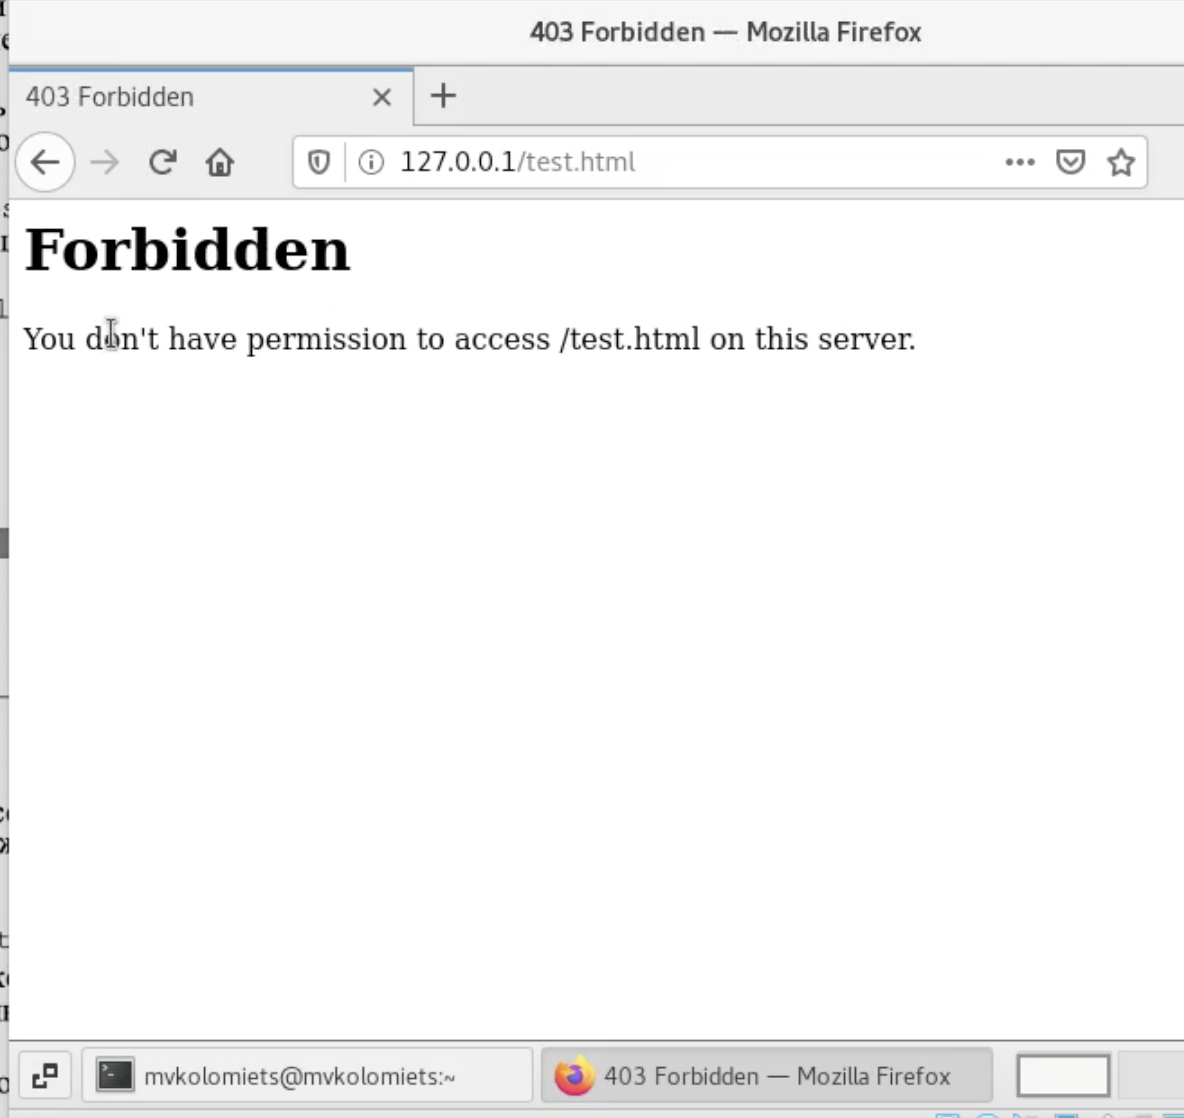 403 Forbidden — Mozilla Firefox
403 Forbidden
127.0.0.1/test.html
Forbidden
You don't have permission to access /test.html on this server.
mvkolomiets@mvkolomiets:~
403 Forbidden — Mozilla Firefox